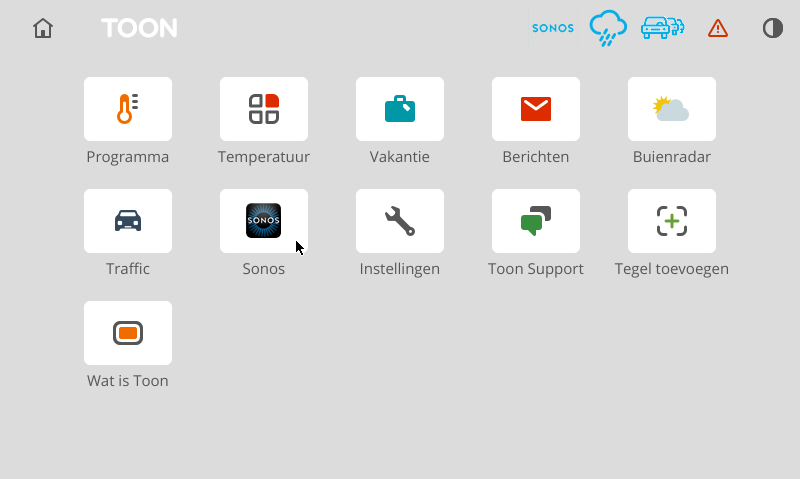 TOON
SONOS
Programma
Temperatuur
Vakantie
Berichten
Buienradar
SONOS
Traffic
Sonos
Instellingen
Toon Support
Tegel toevoegen
Wat is Toon